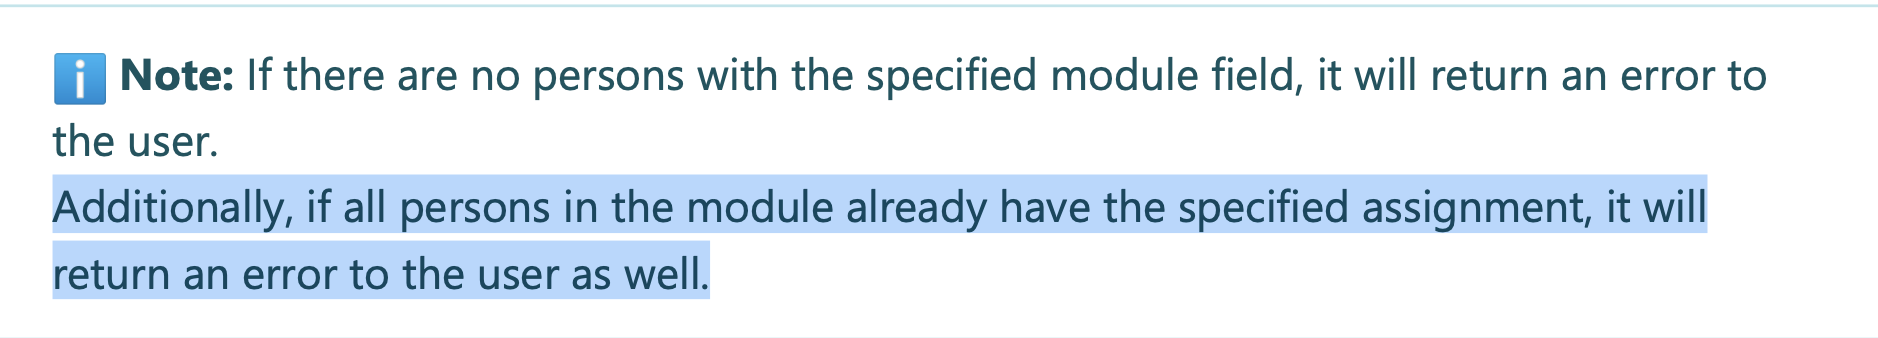 ℹ️ Note: If there are no persons with the specified module field, it will return an error to
the user.
Additionally, if all persons in the module already have the specified assignment, it will
return an error to the user as well.